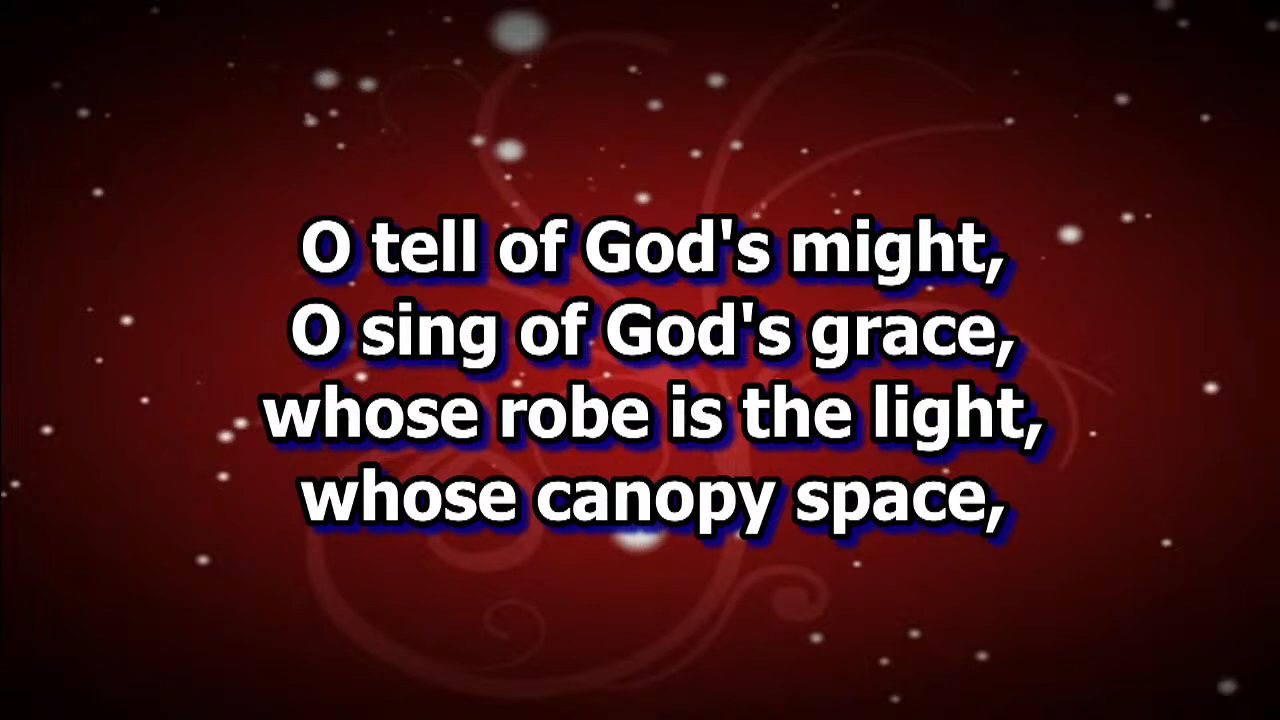 O tell of God's might,
O sing of God's grace,
whose robe is the light,
whose canopy space,